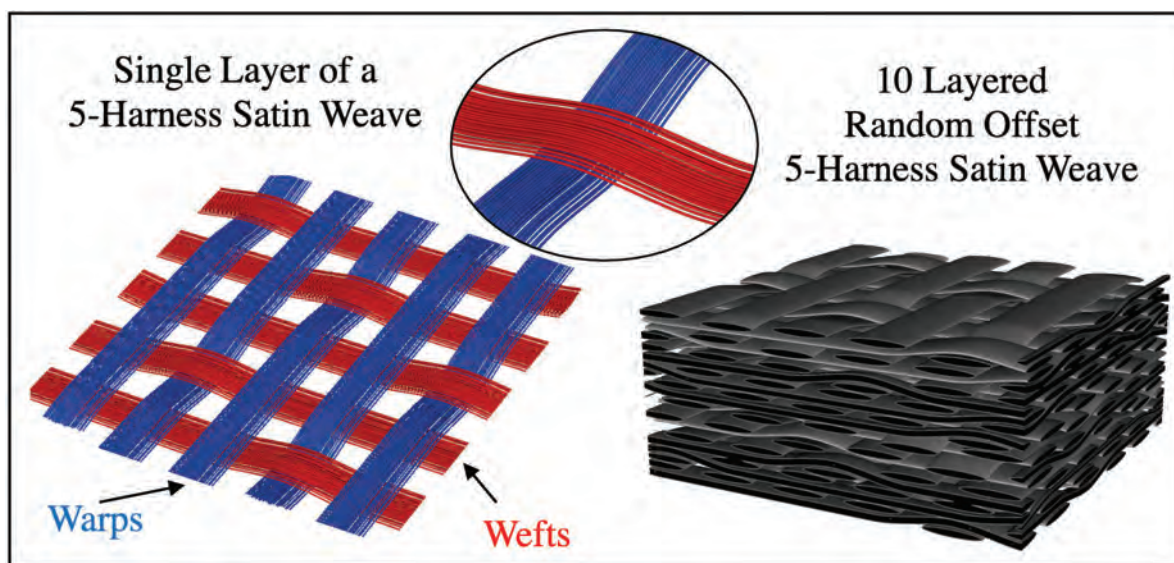 Single Layer of a
5-Harness Satin Weave
10 Layered
Random Offset
5-Harness Satin Weave
Warps
Wefts